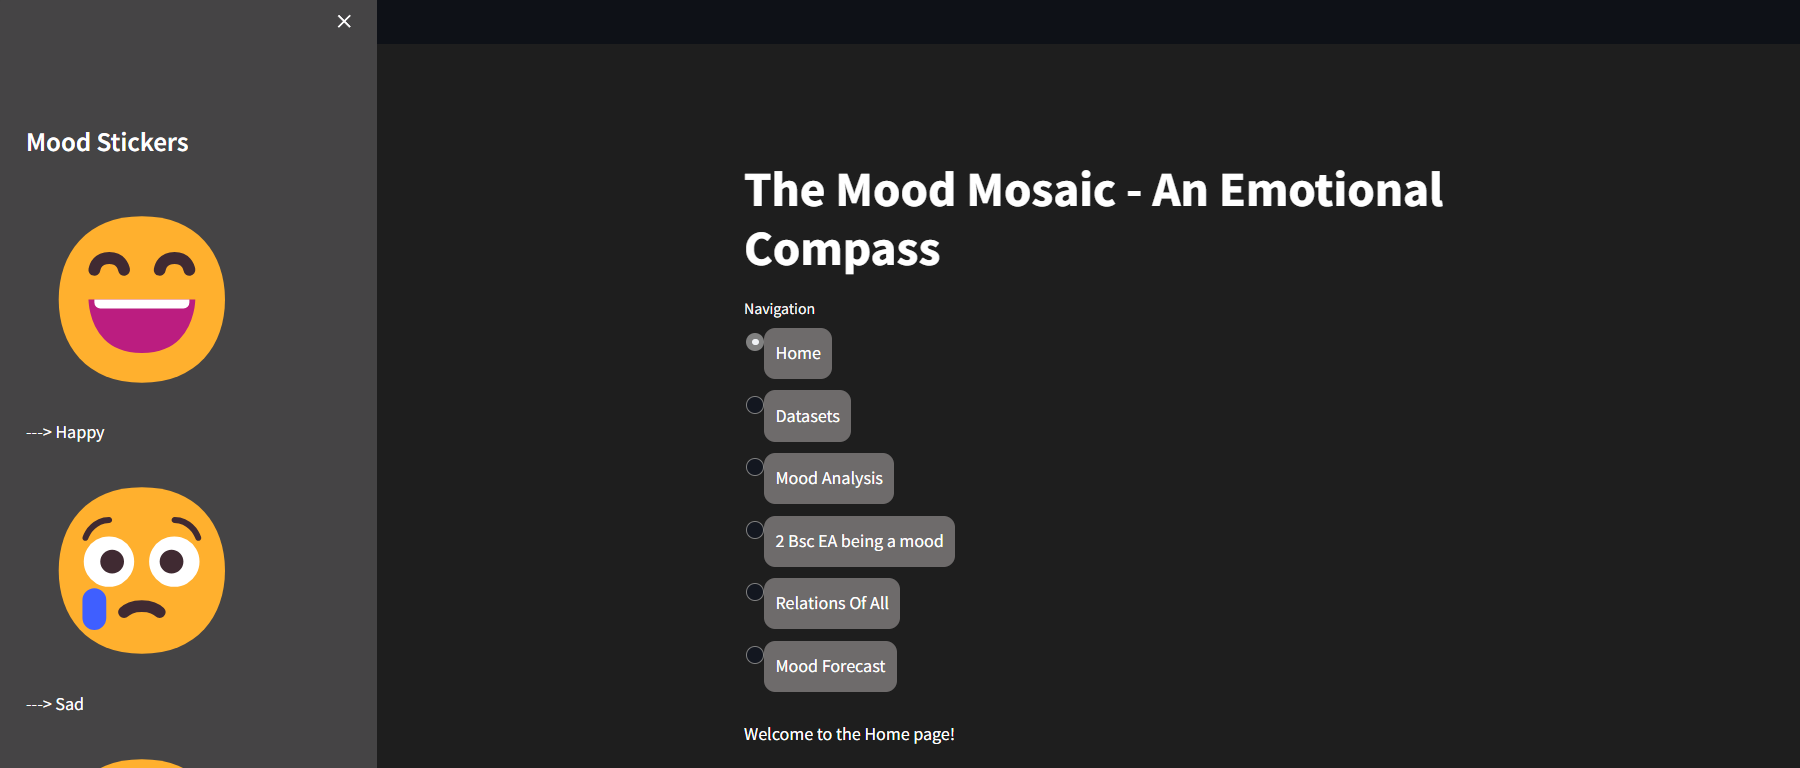 Mood Stickers
---> Happy
---> Sad
The Mood Mosaic - An Emotional
Compass
Navigation
Home
Datasets
Mood Analysis
2 Bsc EA being a mood
Relations Of All
Mood Forecast
Welcome to the Home page!